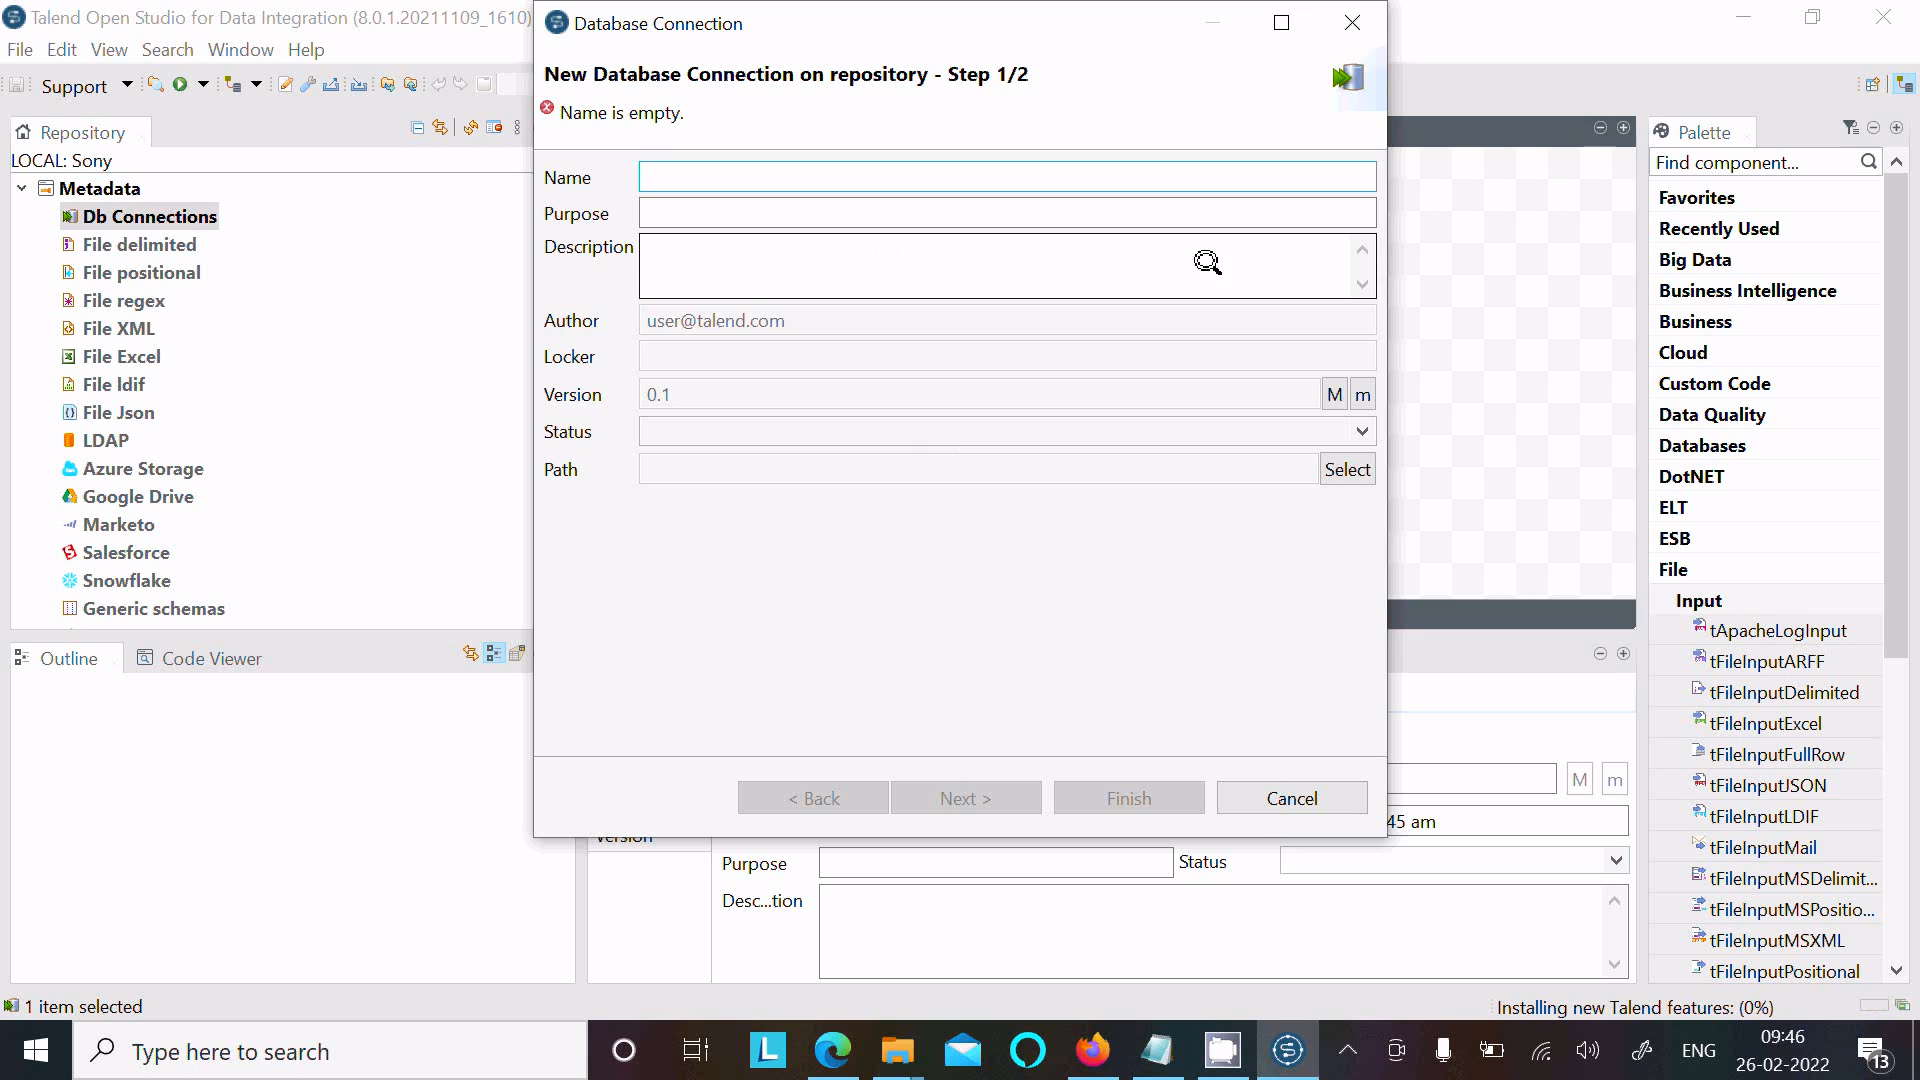 Talend Open Studio for Data Integration (8.0.1.20211109_1610)
File Edit View Search Window Help
Support
Repository
LOCAL: Sony
Metadata
Db Connections
File delimited
File positional
File regex
File XML
File Excel
File ldif
File Json
LDAP
Azure Storage
Google Drive
Marketo
Salesforce
Snowflake
Generic schemas
Outline
Code Viewer
Database Connection
New Database Connection on repository - Step 1/2
Name is empty.
Name
Purpose
Description
Author user@talend.com
Locker
Version 0.1 M m
Status
Path Select
< Back Next > Finish Cancel
M m
45 am
Purpose Status
Desc...tion
Palette
Find component...
Favorites
Recently Used
Big Data
Business Intelligence
Business
Cloud
Custom Code
Data Quality
Databases
DotNET
ELT
ESB
File
Input
tApacheLogInput
tFileInputARFF
tFileInputDelimited
tFileInputExcel
tFileInputFullRow
tFileInputJSON
tFileInputLDIF
tFileInputMail
tFileInputMSDelimit...
tFileInputMSPositio...
tFileInputMSXML
tFileInputPositional
1 item selected
Installing new Talend features: (0%)
Type here to search
L
ENG
09:46
26-02-2022
13